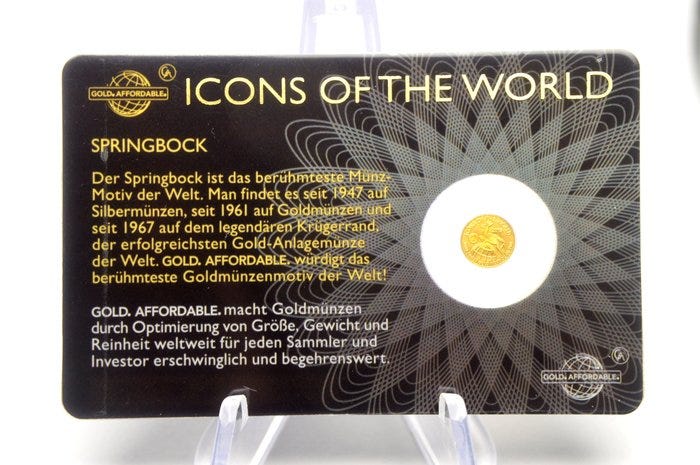 GOLD. AFFORDABLE.
GA
ICONS OF THE WORLD
SPRINGBOCK
Der Springbock ist das berühmteste Münz-
Motiv der Welt. Man findet es seit 1947 auf
Silbermünzen, seit 1961 auf Goldmünzen und
seit 1967 auf dem legendären Krügerrand,
der erfolgreichsten Gold-Anlagemünze
der Welt. GOLD. AFFORDABLE. würdigt das
berühmteste Goldmünzenmotiv der Welt!
GOLD. AFFORDABLE. macht Goldmünzen
durch Optimierung von Größe, Gewicht und
Reinheit weltweit für jeden Sammler und
Investor erschwinglich und begehrenswert.
GA
GOLD. AFFORDABLE.